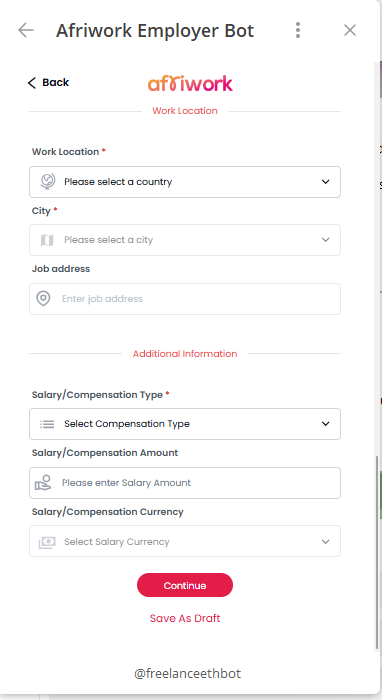 Afriwork Employer Bot
Back
afriwork
Work Location
Work Location *
Please select a country
City *
Please select a city
Job address
Enter job address
Additional Information
Salary/Compensation Type *
Select Compensation Type
Salary/Compensation Amount
Please enter Salary Amount
Salary/Compensation Currency
Select Salary Currency
Continue
Save As Draft
@freelanceethbot